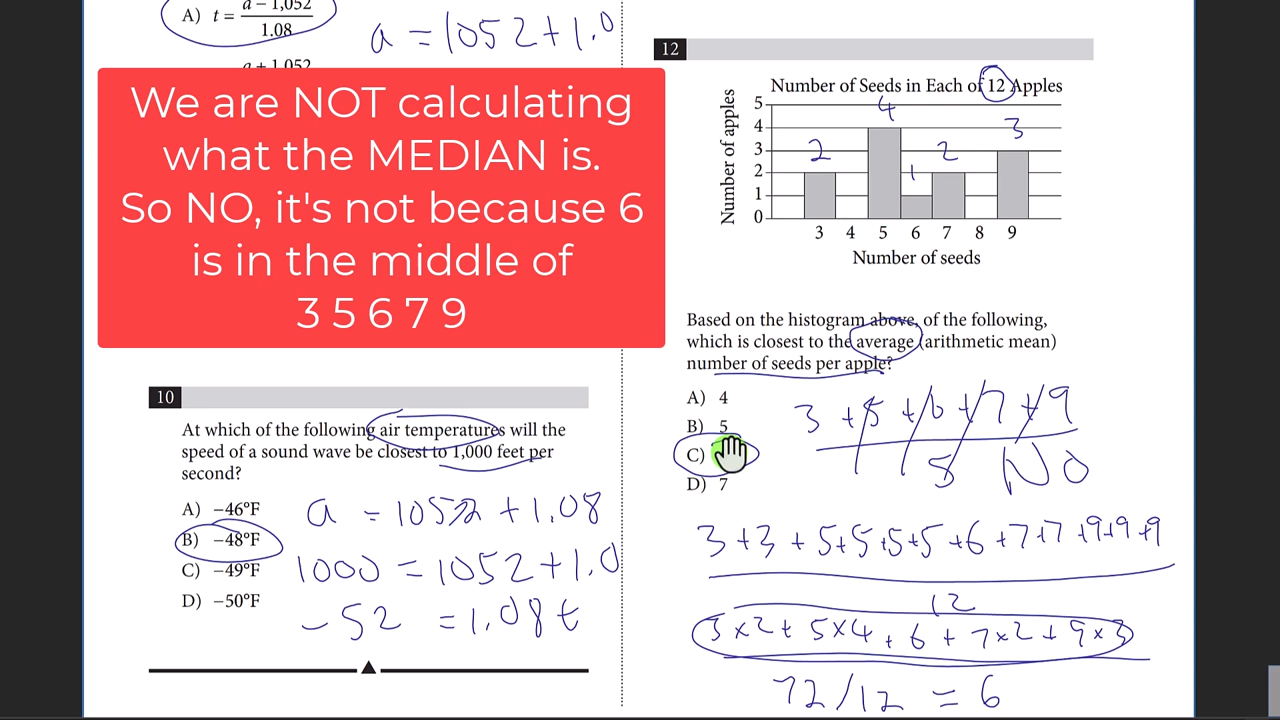 A) t = a − 1,052
1.08
a = 1052 + 1.0
a + 1.052
We are NOT calculating
what the MEDIAN is.
So NO, it's not because 6
is in the middle of
3 5 6 7 9
10
At which of the following air temperatures will the
speed of a sound wave be closest to 1,000 feet per
second?
A) −46°F
B) −48°F
C) −49°F
D) −50°F
a = 1052 + 1.08
1000 = 1052 + 1.0
−52 = 1.08t
12
Number of Seeds in Each of 12 Apples
Number of apples
5
4
3
2
1
0
2
4
1
2
3
3 4 5 6 7 8 9
Number of seeds
Based on the histogram above, of the following,
which is closest to the average (arithmetic mean)
number of seeds per apple?
A) 4
B) 5
C)
D) 7
3 + 5 + 6 + 7 + 9
No
3 + 3 + 5 + 5 + 5 + 5 + 6 + 7 + 7 + 9 + 9 + 9
12
3 × 2 + 5 × 4 + 6 + 7 × 2 + 9 × 3
72 / 12 = 6